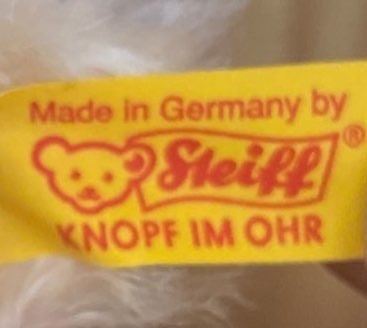 Made in Germany by
Steiff®
KNOPF IM OHR